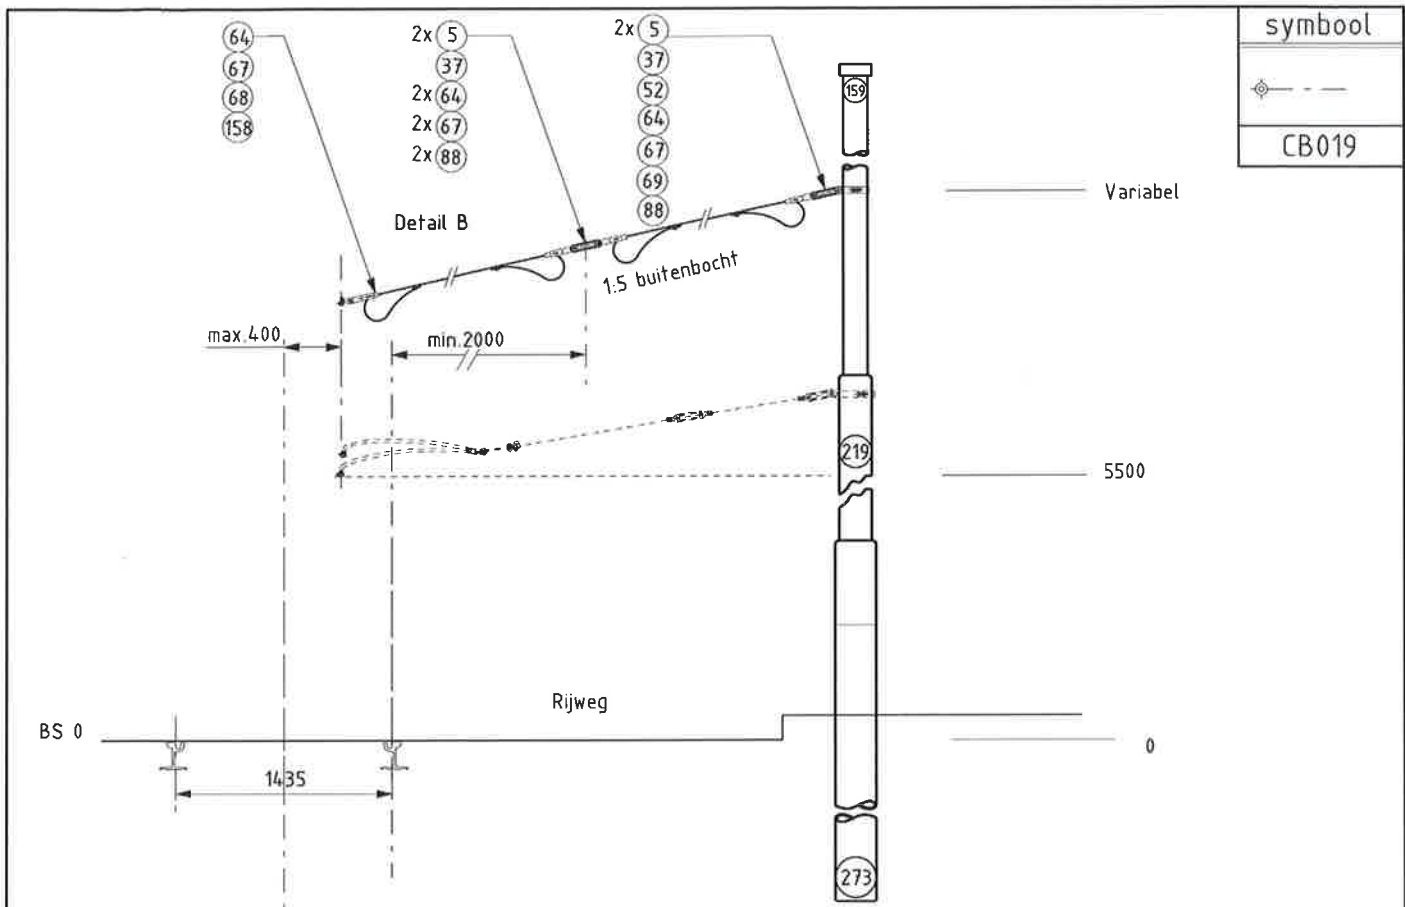 symbool
CB019
64
67
68
158
2x 5
37
2x 64
2x 67
2x 88
2x 5
37
52
64
67
69
88
159
Variabel
Detail B
1:5 buitenbocht
max.400
min.2000
219
5500
Rijweg
BS 0
0
1435
273